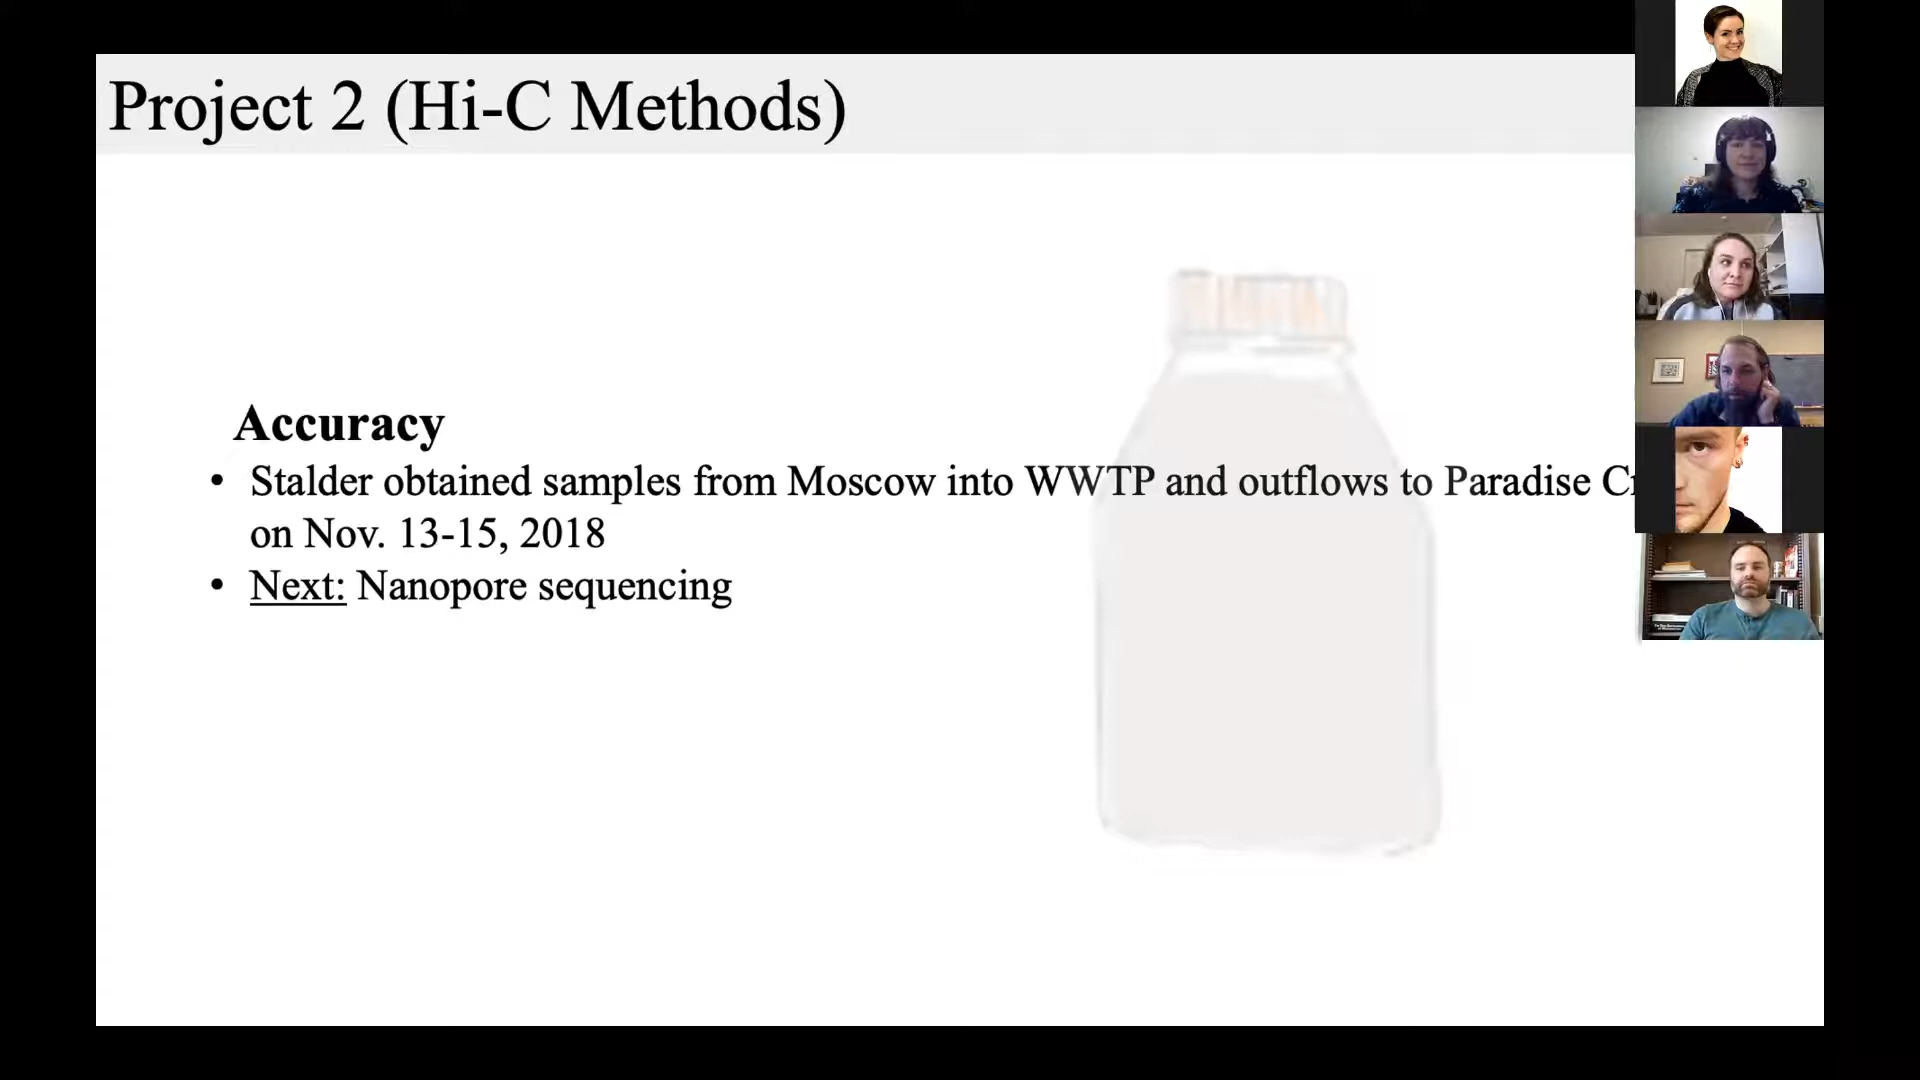 Project 2 (Hi-C Methods)
Accuracy
• Stalder obtained samples from Moscow into WWTP and outflows to Paradise
on Nov. 13-15, 2018
• Next: Nanopore sequencing